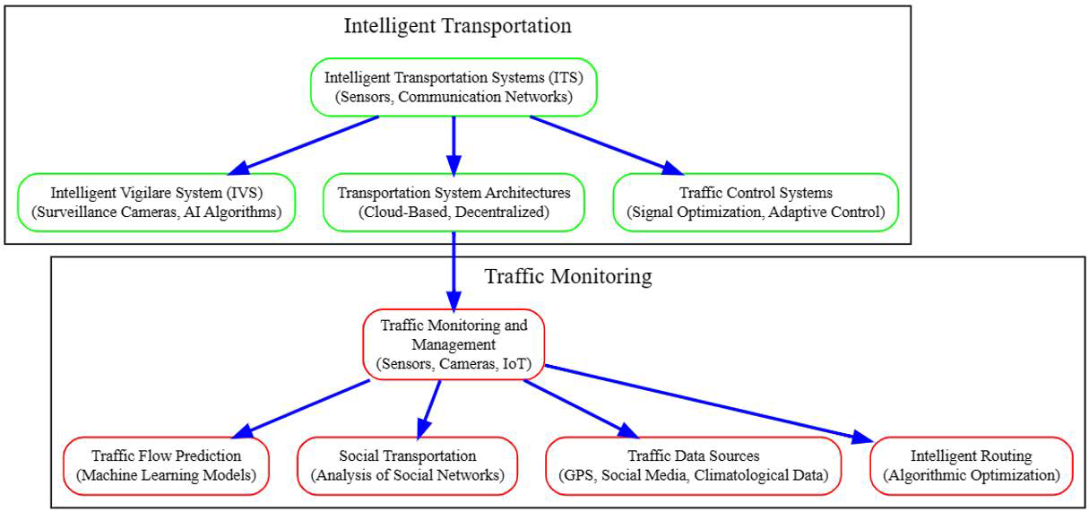 Intelligent Transportation
Intelligent Transportation Systems (ITS)
(Sensors, Communication Networks)
Intelligent Vigilare System (IVS)
(Surveillance Cameras, AI Algorithms)
Transportation System Architectures
(Cloud-Based, Decentralized)
Traffic Control Systems
(Signal Optimization, Adaptive Control)
Traffic Monitoring
Traffic Monitoring and
Management
(Sensors, Cameras, IoT)
Traffic Flow Prediction
(Machine Learning Models)
Social Transportation
(Analysis of Social Networks)
Traffic Data Sources
(GPS, Social Media, Climatological Data)
Intelligent Routing
(Algorithmic Optimization)